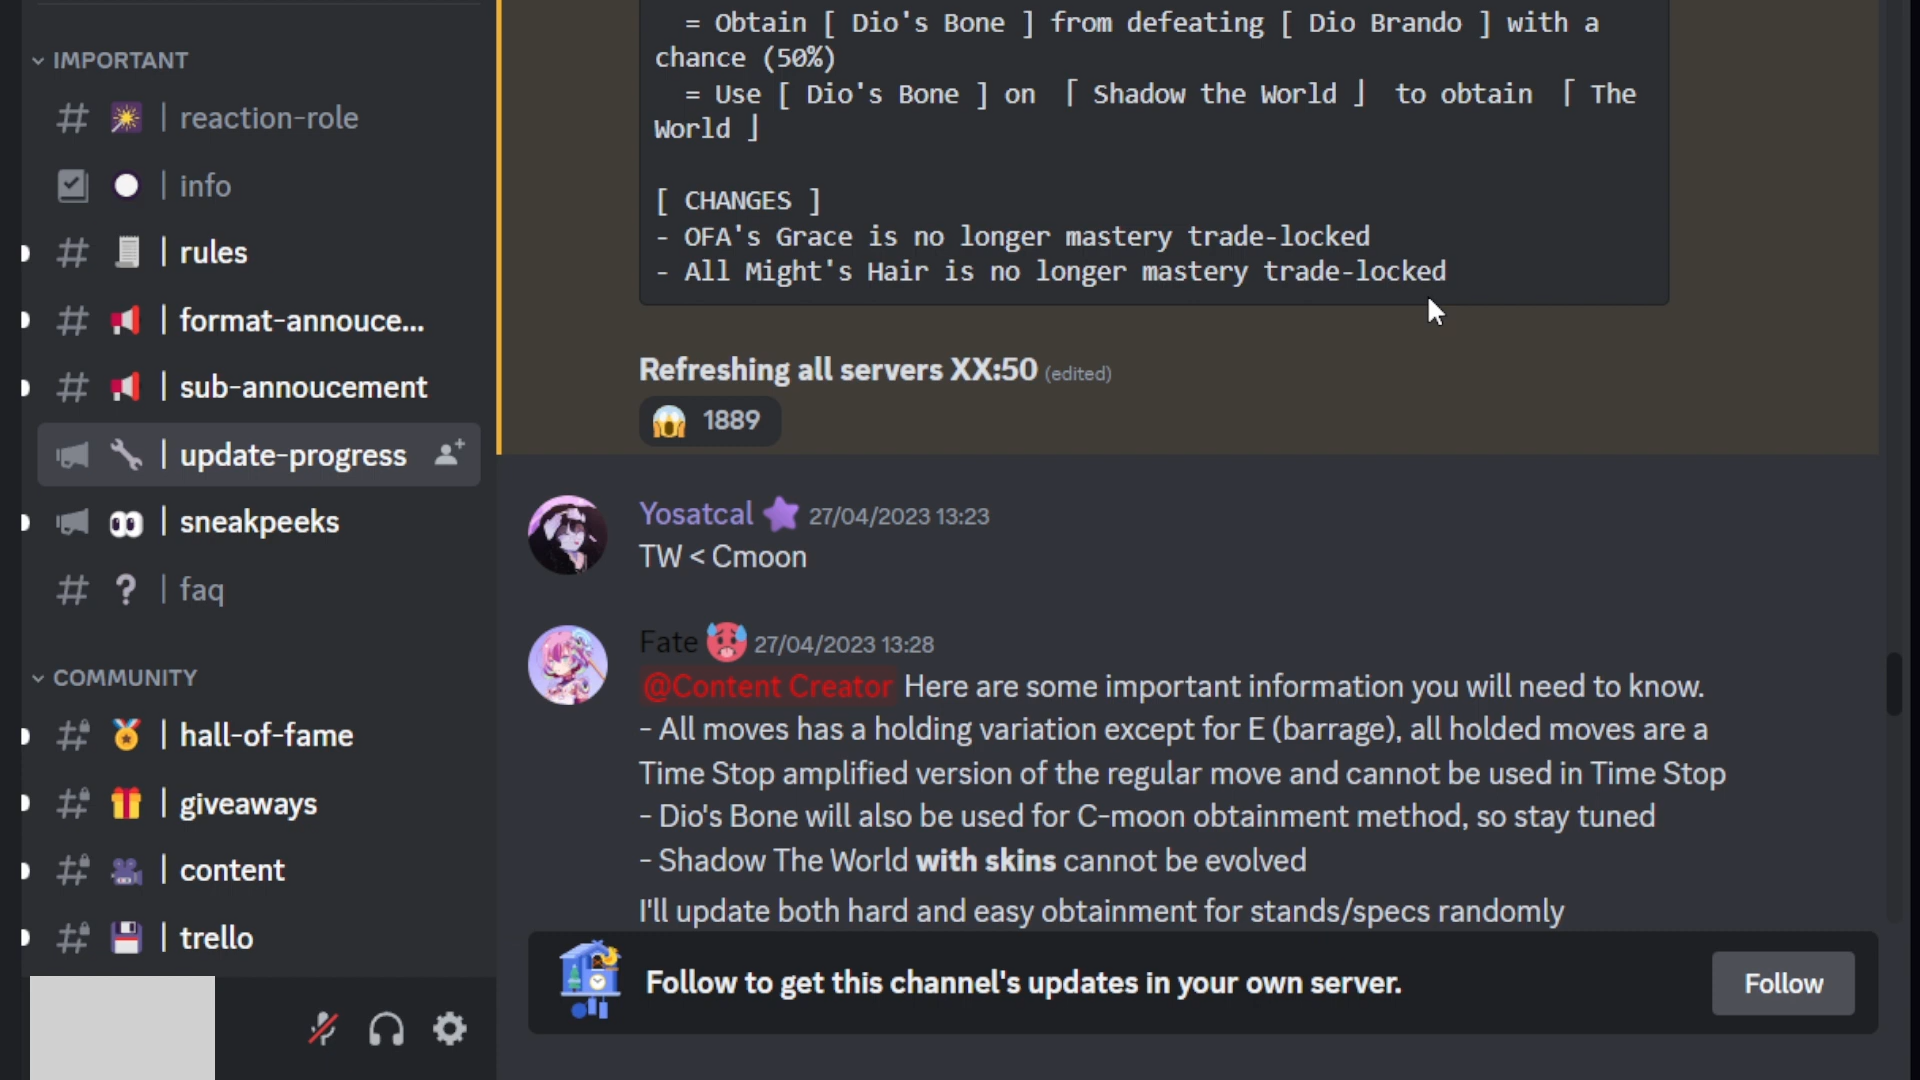 IMPORTANT
reaction-role
info
rules
format-annouce...
sub-annoucement
update-progress
sneakpeeks
faq
COMMUNITY
hall-of-fame
giveaways
content
trello
= Obtain [ Dio's Bone ] from defeating [ Dio Brando ] with a
chance (50%)
= Use [ Dio's Bone ] on ⌈ Shadow the World ⌋ to obtain ⌈ The
World ⌋
[ CHANGES ]
- OFA's Grace is no longer mastery trade-locked
- All Might's Hair is no longer mastery trade-locked
Refreshing all servers XX:50 (edited)
1889
Yosatcal 27/04/2023 13:23
TW < Cmoon
Fate 27/04/2023 13:28
@Content Creator Here are some important information you will need to know.
- All moves has a holding variation except for E (barrage), all holded moves are a
Time Stop amplified version of the regular move and cannot be used in Time Stop
- Dio's Bone will also be used for C-moon obtainment method, so stay tuned
- Shadow The World with skins cannot be evolved
I'll update both hard and easy obtainment for stands/specs randomly
Follow to get this channel's updates in your own server.
Follow